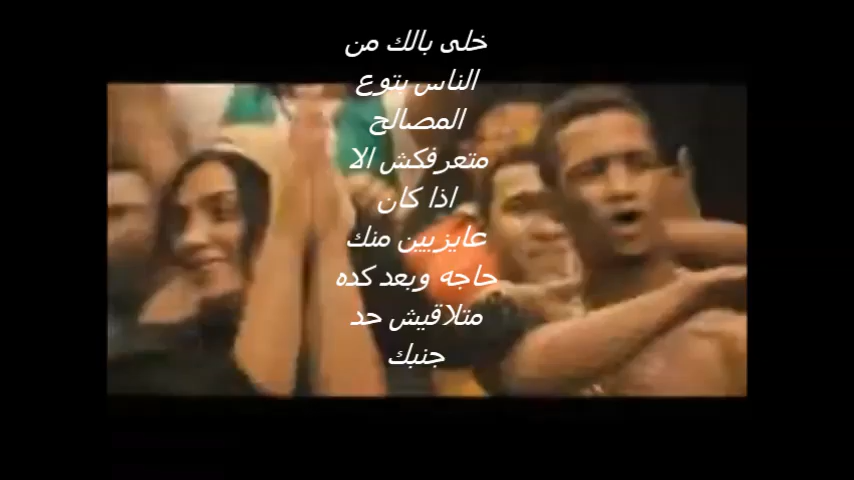 خلى بالك من
الناس بتوع
المصالح
متعرفكش الا
اذا كان
عايزيين منك
حاجه وبعد كده
متلاقيش حد
جنبك